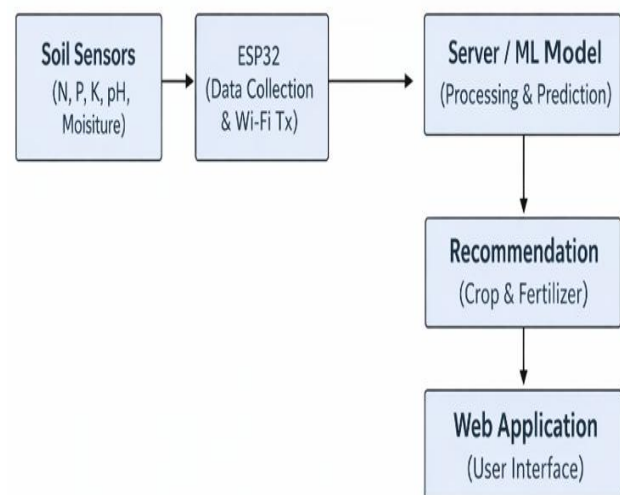 Soil Sensors
(N, P, K, pH,
Moisiture)
ESP32
(Data Collection
& Wi-Fi Tx)
Server / ML Model
(Processing & Prediction)
Recommendation
(Crop & Fertilizer)
Web Application
(User Interface)